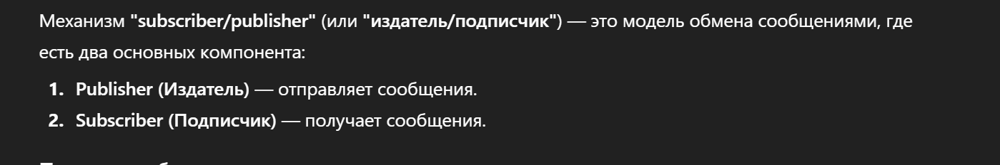 Механизм "subscriber/publisher" (или "издатель/подписчик") — это модель обмена сообщениями, где
есть два основных компонента:
1. Publisher (Издатель) — отправляет сообщения.
2. Subscriber (Подписчик) — получает сообщения.